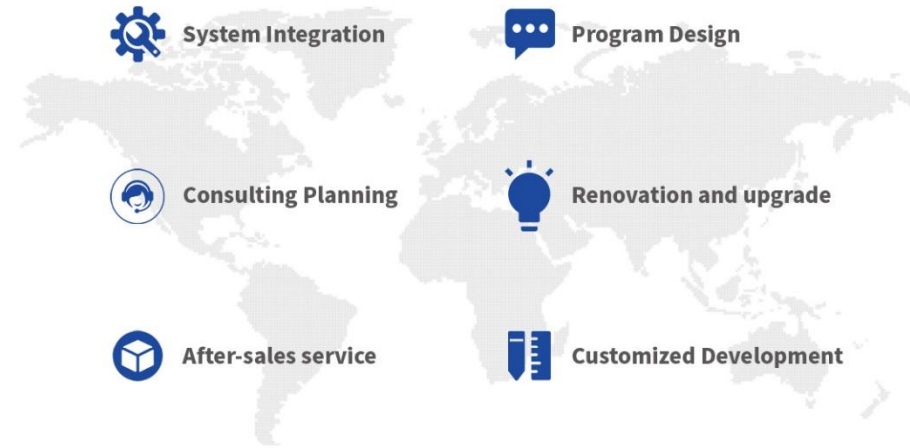 System Integration
Program Design
Consulting Planning
Renovation and upgrade
After-sales service
Customized Development